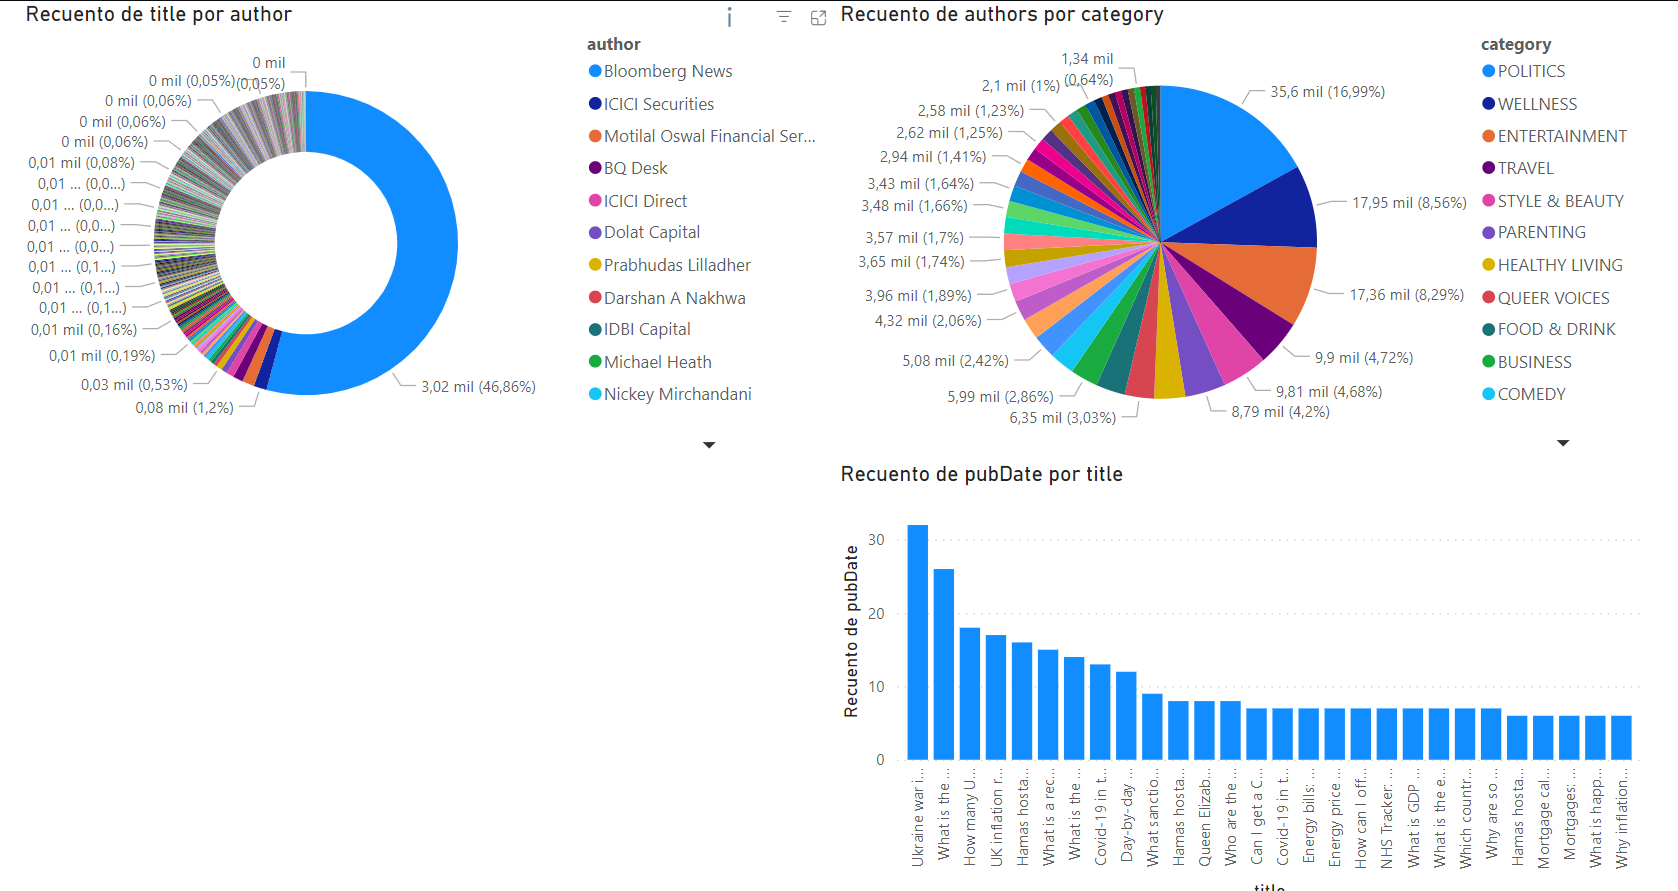 Recuento de title por author
0 mil
(0,05%)
0 mil (0,05%)
0 mil (0,06%)
0 mil (0,06%)
0 mil (0,06%)
0,01 mil (0,08%)
0,01 ... (0,0...)
0,01 ... (0,0...)
0,01 ... (0,0...)
0,01 ... (0,0...)
0,01 ... (0,1...)
0,01 ... (0,1...)
0,01 ... (0,1...)
0,01 mil (0,16%)
0,01 mil (0,19%)
0,03 mil (0,53%)
0,08 mil (1,2%)
3,02 mil (46,86%)
author
Bloomberg News
ICICI Securities
Motilal Oswal Financial Ser...
BQ Desk
ICICI Direct
Dolat Capital
Prabhudas Lilladher
Darshan A Nakhwa
IDBI Capital
Michael Heath
Nickey Mirchandani
Recuento de authors por category
1,34 mil
(0,64%)
2,1 mil (1%)
2,58 mil (1,23%)
2,62 mil (1,25%)
2,94 mil (1,41%)
3,43 mil (1,64%)
3,48 mil (1,66%)
3,57 mil (1,7%)
3,65 mil (1,74%)
3,96 mil (1,89%)
4,32 mil (2,06%)
5,08 mil (2,42%)
5,99 mil (2,86%)
6,35 mil (3,03%)
8,79 mil (4,2%)
9,81 mil (4,68%)
9,9 mil (4,72%)
17,36 mil (8,29%)
17,95 mil (8,56%)
35,6 mil (16,99%)
category
POLITICS
WELLNESS
ENTERTAINMENT
TRAVEL
STYLE & BEAUTY
PARENTING
HEALTHY LIVING
QUEER VOICES
FOOD & DRINK
BUSINESS
COMEDY
Recuento de pubDate por title
Recuento de pubDate
30
20
10
0
Ukraine war i...
What is the ...
How many U...
UK inflation r...
Hamas hosta...
What is a rec...
What is the ...
Covid-19 in t...
Day-by-day ...
What sanctio...
Hamas hosta...
Queen Elizab...
Who are the ...
Can I get a C...
Covid-19 in t...
Energy bills: ...
Energy price ...
How can I off...
NHS Tracker: ...
What is GDP ...
What is the e...
Which countr...
Why are so ...
Hamas hosta...
Mortgage cal...
Mortgages: ...
What is happ...
Why inflation...
title